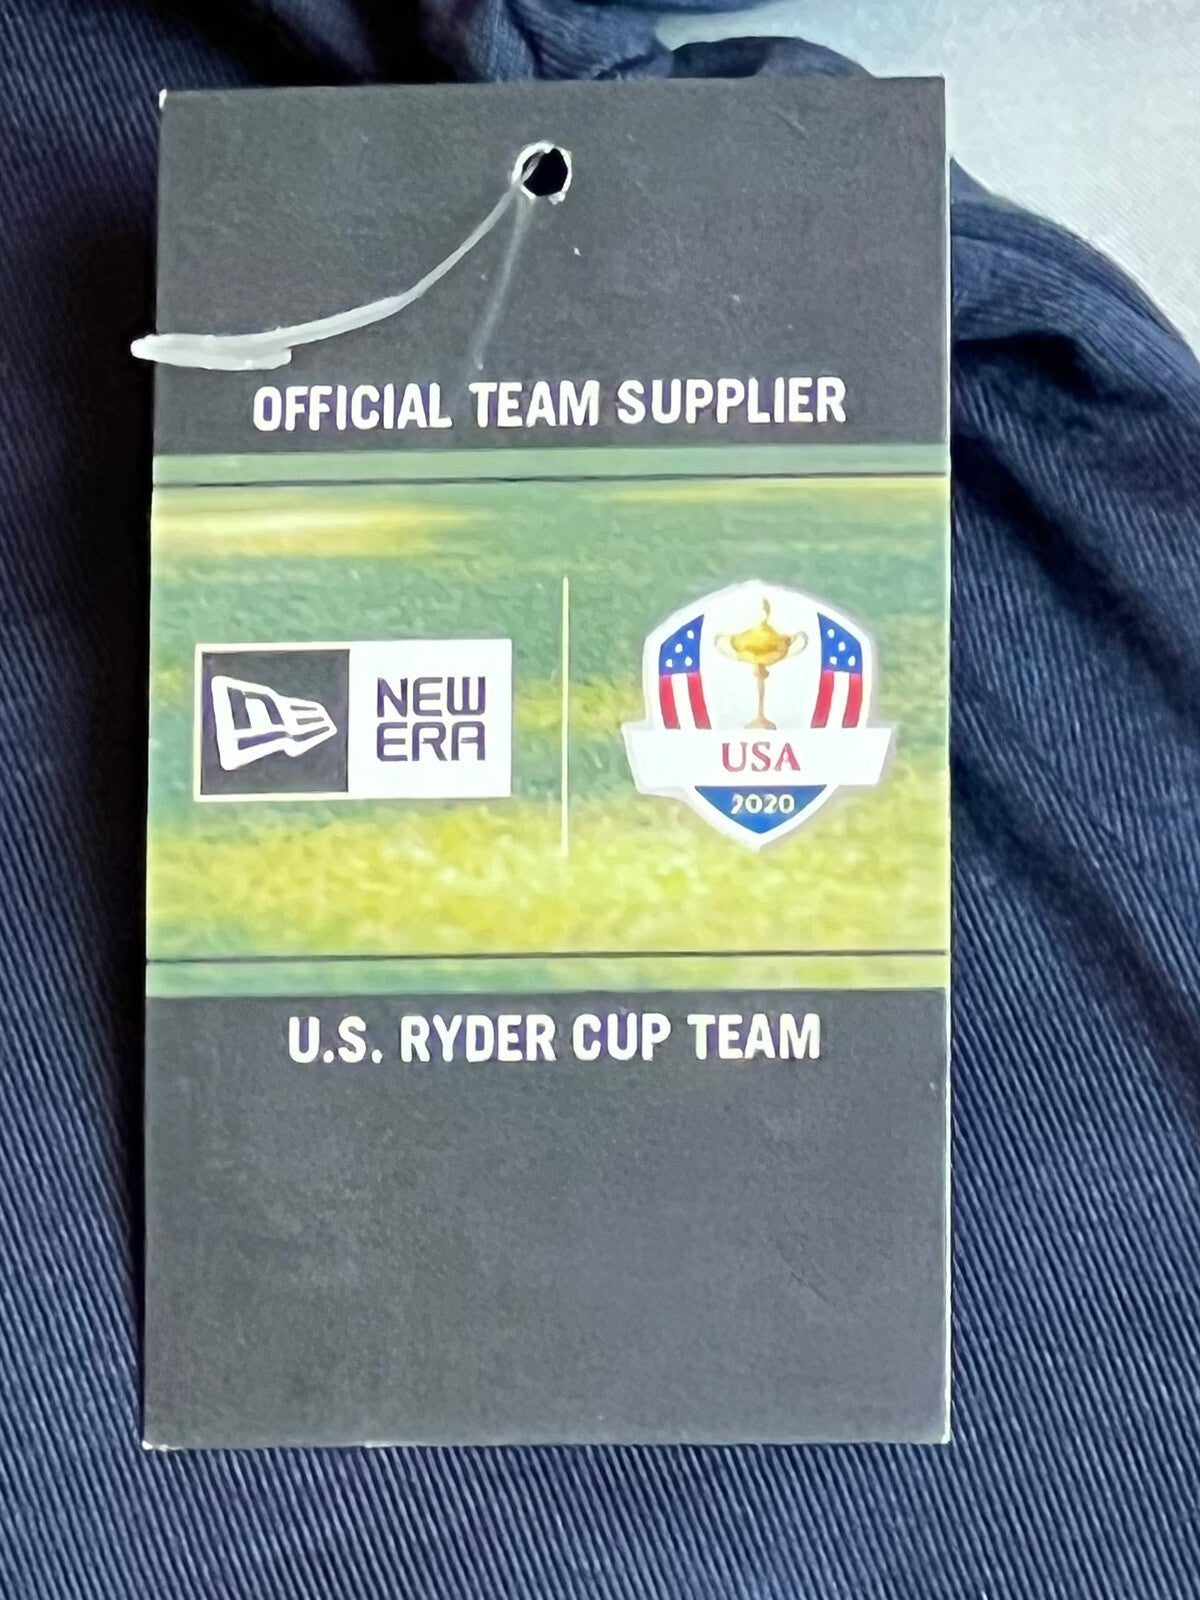 OFFICIAL TEAM SUPPLIER
NEW
ERA
USA
2020
U.S. RYDER CUP TEAM